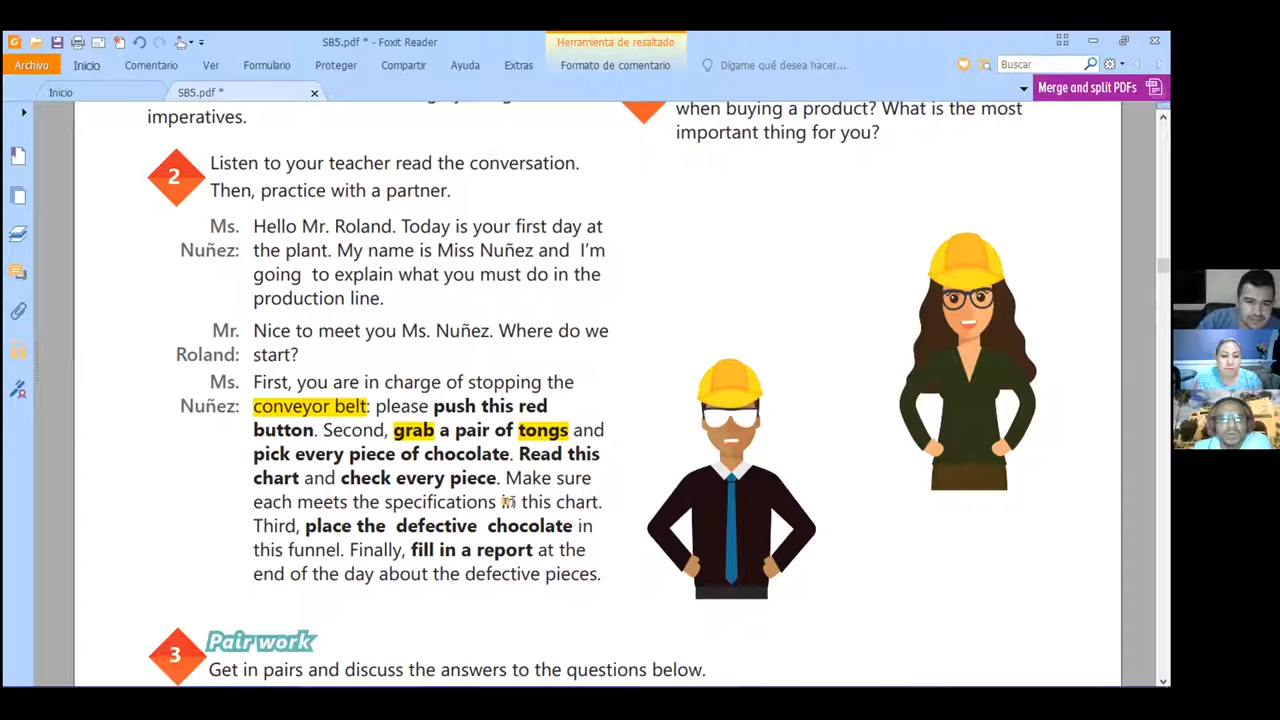 SB5.pdf * - Foxit Reader
Herramienta de resaltado
Archivo Inicio Comentario Ver Formulario Proteger Compartir Ayuda Extras Formato de comentario Dígame qué desea hacer... Buscar
Inicio SB5.pdf * Merge and split PDFs
imperatives.
when buying a product? What is the most
important thing for you?
2 Listen to your teacher read the conversation.
Then, practice with a partner.
Ms. Hello Mr. Roland. Today is your first day at
Nuñez: the plant. My name is Miss Nuñez and I'm
going to explain what you must do in the
production line.
Mr. Nice to meet you Ms. Nuñez. Where do we
Roland: start?
Ms. First, you are in charge of stopping the
Nuñez: conveyor belt: please push this red
button. Second, grab a pair of tongs and
pick every piece of chocolate. Read this
chart and check every piece. Make sure
each meets the specifications in this chart.
Third, place the defective chocolate in
this funnel. Finally, fill in a report at the
end of the day about the defective pieces.
Pair work
3 Get in pairs and discuss the answers to the questions below.